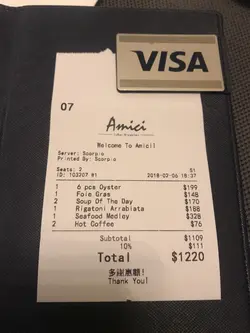 VISA
07
Amici
Welcome To Amici!
Server: Scorpio
Printed By: Scorpio
Seats: 2 51
ID: 103207 #1 2018-02-06 19:37
1 6 pcs Oyster $199
1 Foie Gras $148
2 Soup Of The Day $170
1 Rigatoni Arrabiata $188
1 Seafood Medley $328
2 Hot Coffee $76
Subtotal $1109
10% $111
Total $1220
多謝惠顧!
Thank You!